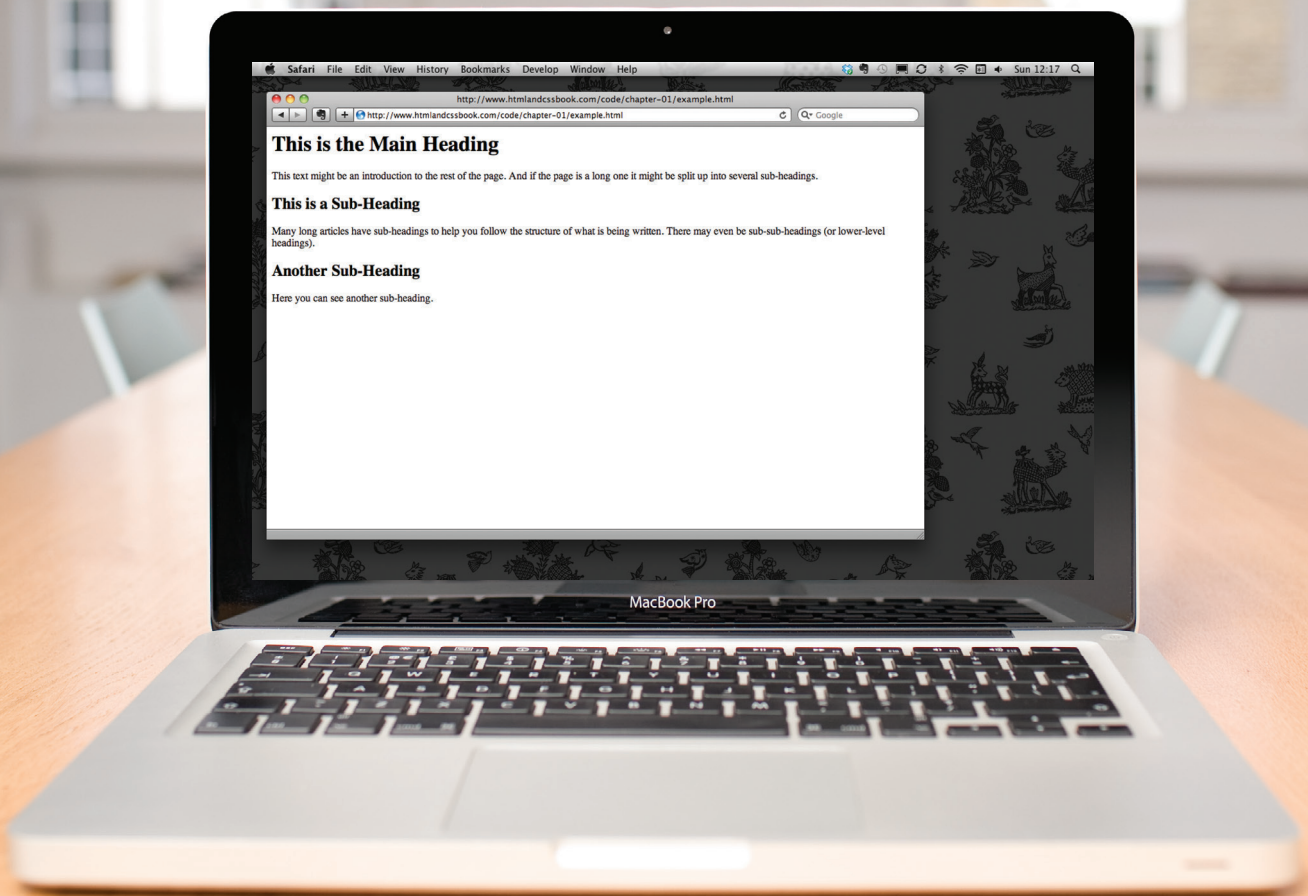 Safari File Edit View History Bookmarks Develop Window Help Sun 12:17
http://www.htmlandcssbook.com/code/chapter-01/example.html
http://www.htmlandcssbook.com/code/chapter-01/example.html Google
This is the Main Heading
This text might be an introduction to the rest of the page. And if the page is a long one it might be split up into several sub-headings.
This is a Sub-Heading
Many long articles have sub-headings to help you follow the structure of what is being written. There may even be sub-sub-headings (or lower-level
headings).
Another Sub-Heading
Here you can see another sub-heading.
MacBook Pro
Q W E R T Y U I O P
A S D F G H J K L
Z X C V B N M